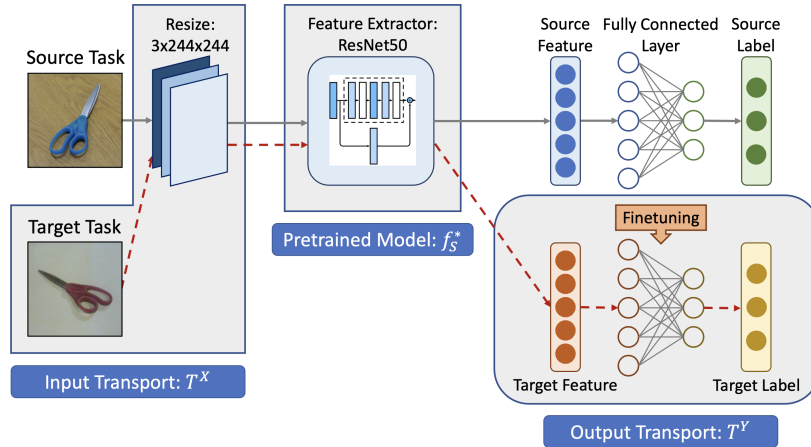 Resize:
3x244x244
Feature Extractor:
ResNet50
Source
Feature
Fully Connected
Layer
Source
Label
Source Task
Target Task
Pretrained Model: $f_S^*$
Finetuning
Input Transport: $T^X$
Target Feature
Target Label
Output Transport: $T^Y$